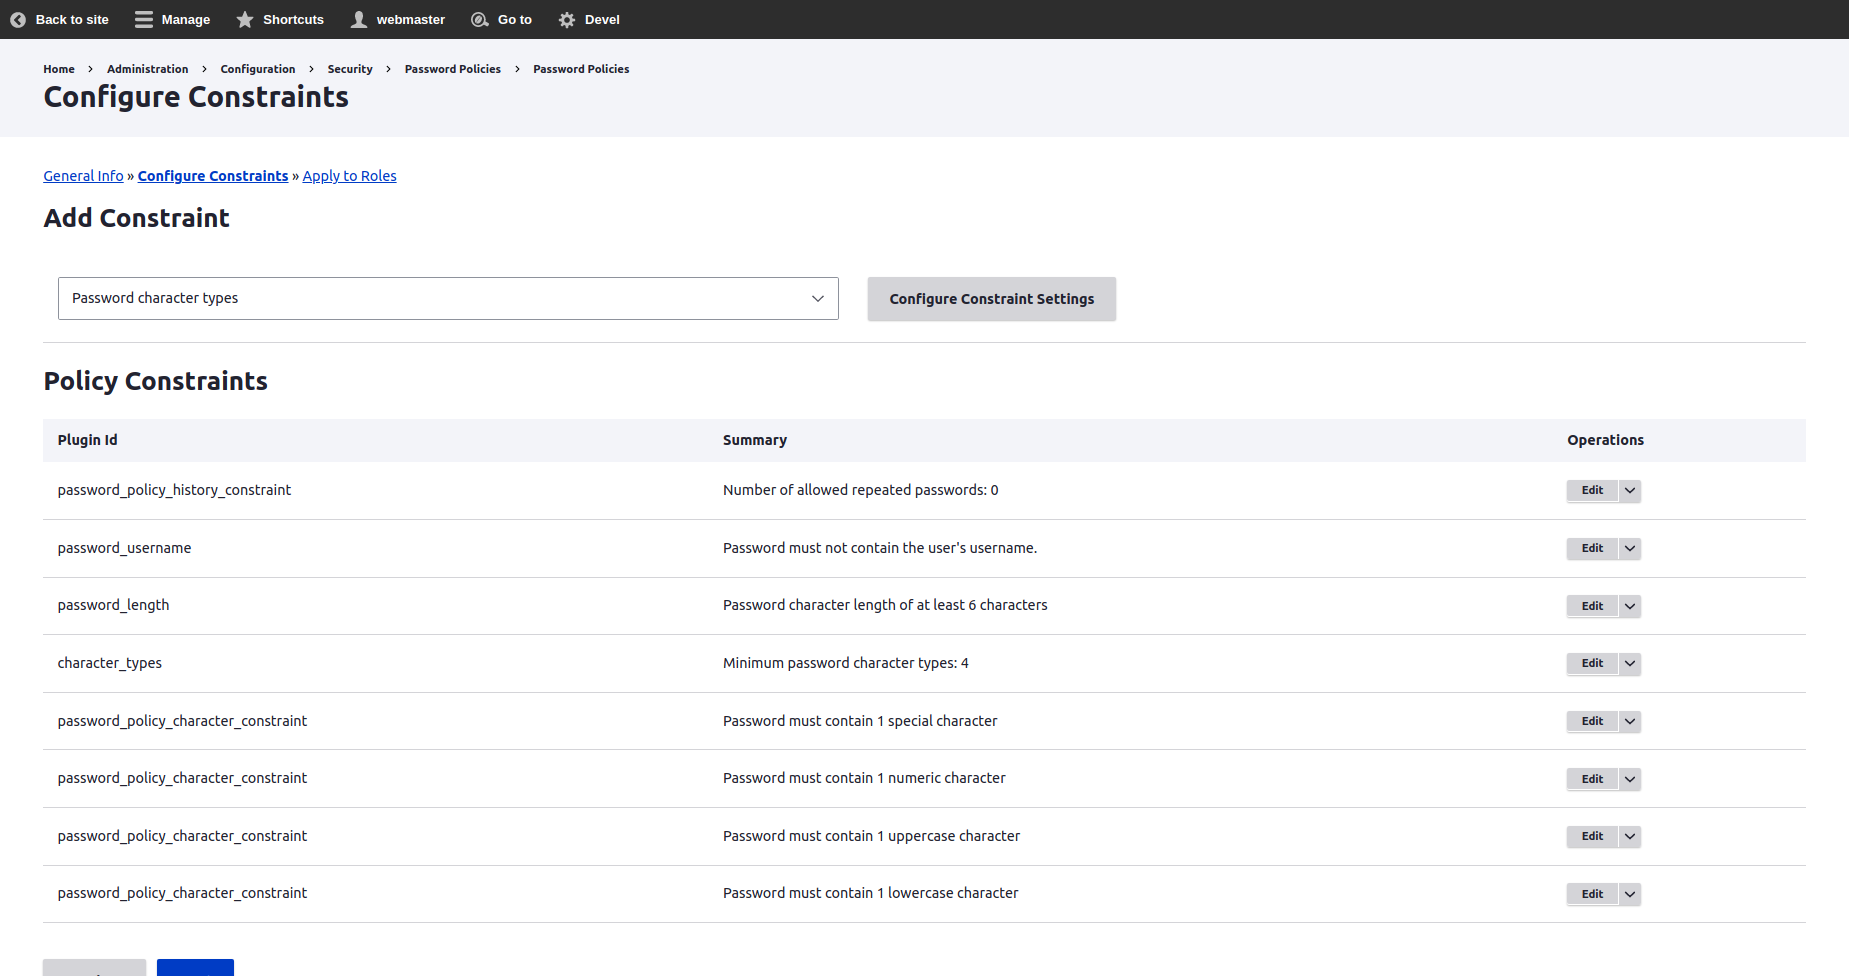 Back to site Manage Shortcuts webmaster Go to Devel
Home > Administration > Configuration > Security > Password Policies > Password Policies
Configure Constraints
General Info » Configure Constraints » Apply to Roles
Add Constraint
Password character types Configure Constraint Settings
Policy Constraints
Plugin Id Summary Operations
password_policy_history_constraint Number of allowed repeated passwords: 0 Edit
password_username Password must not contain the user's username. Edit
password_length Password character length of at least 6 characters Edit
character_types Minimum password character types: 4 Edit
password_policy_character_constraint Password must contain 1 special character Edit
password_policy_character_constraint Password must contain 1 numeric character Edit
password_policy_character_constraint Password must contain 1 uppercase character Edit
password_policy_character_constraint Password must contain 1 lowercase character Edit